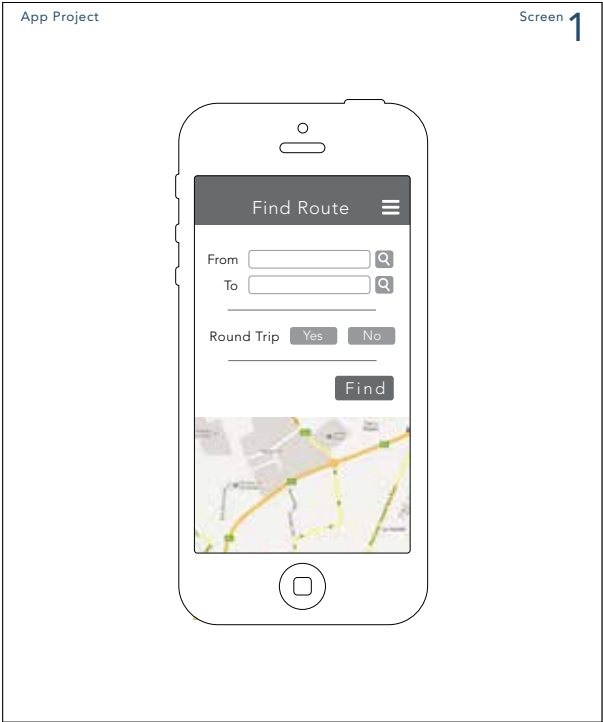 App Project
Screen 1
Find Route
From
To
Round Trip Yes No
Find